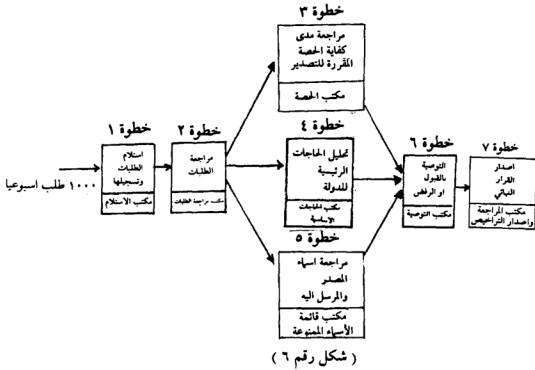 خطوة ٣
مراجعة مدى
كفاية الحصة
المقررة للتصدير
مكتب الحصة
خطوة ١
استلام
الطلبات
وتسجيلها
مكتب الاستلام
١٠٠٠ طلب اسبوعيا
خطوة ٢
مراجعة
الطلبات
مكتب مراجعة الطلبات
خطوة ٤
تحليل الحاجات
الرئيسية
للدولة
مكتب الحاجات
الاساسية
خطوة ٥
مراجعة اسماء
المصدر
والمرسل اليه
مكتب قائمة
الأسماء الممنوعة
خطوة ٦
التوصية
بالقبول
او الرفض
مكتب التوصية
خطوة ٧
اصدار
القرار
النهائي
مكتب المراجعة
واصدار التراخيص
( شكل رقم ٦ )